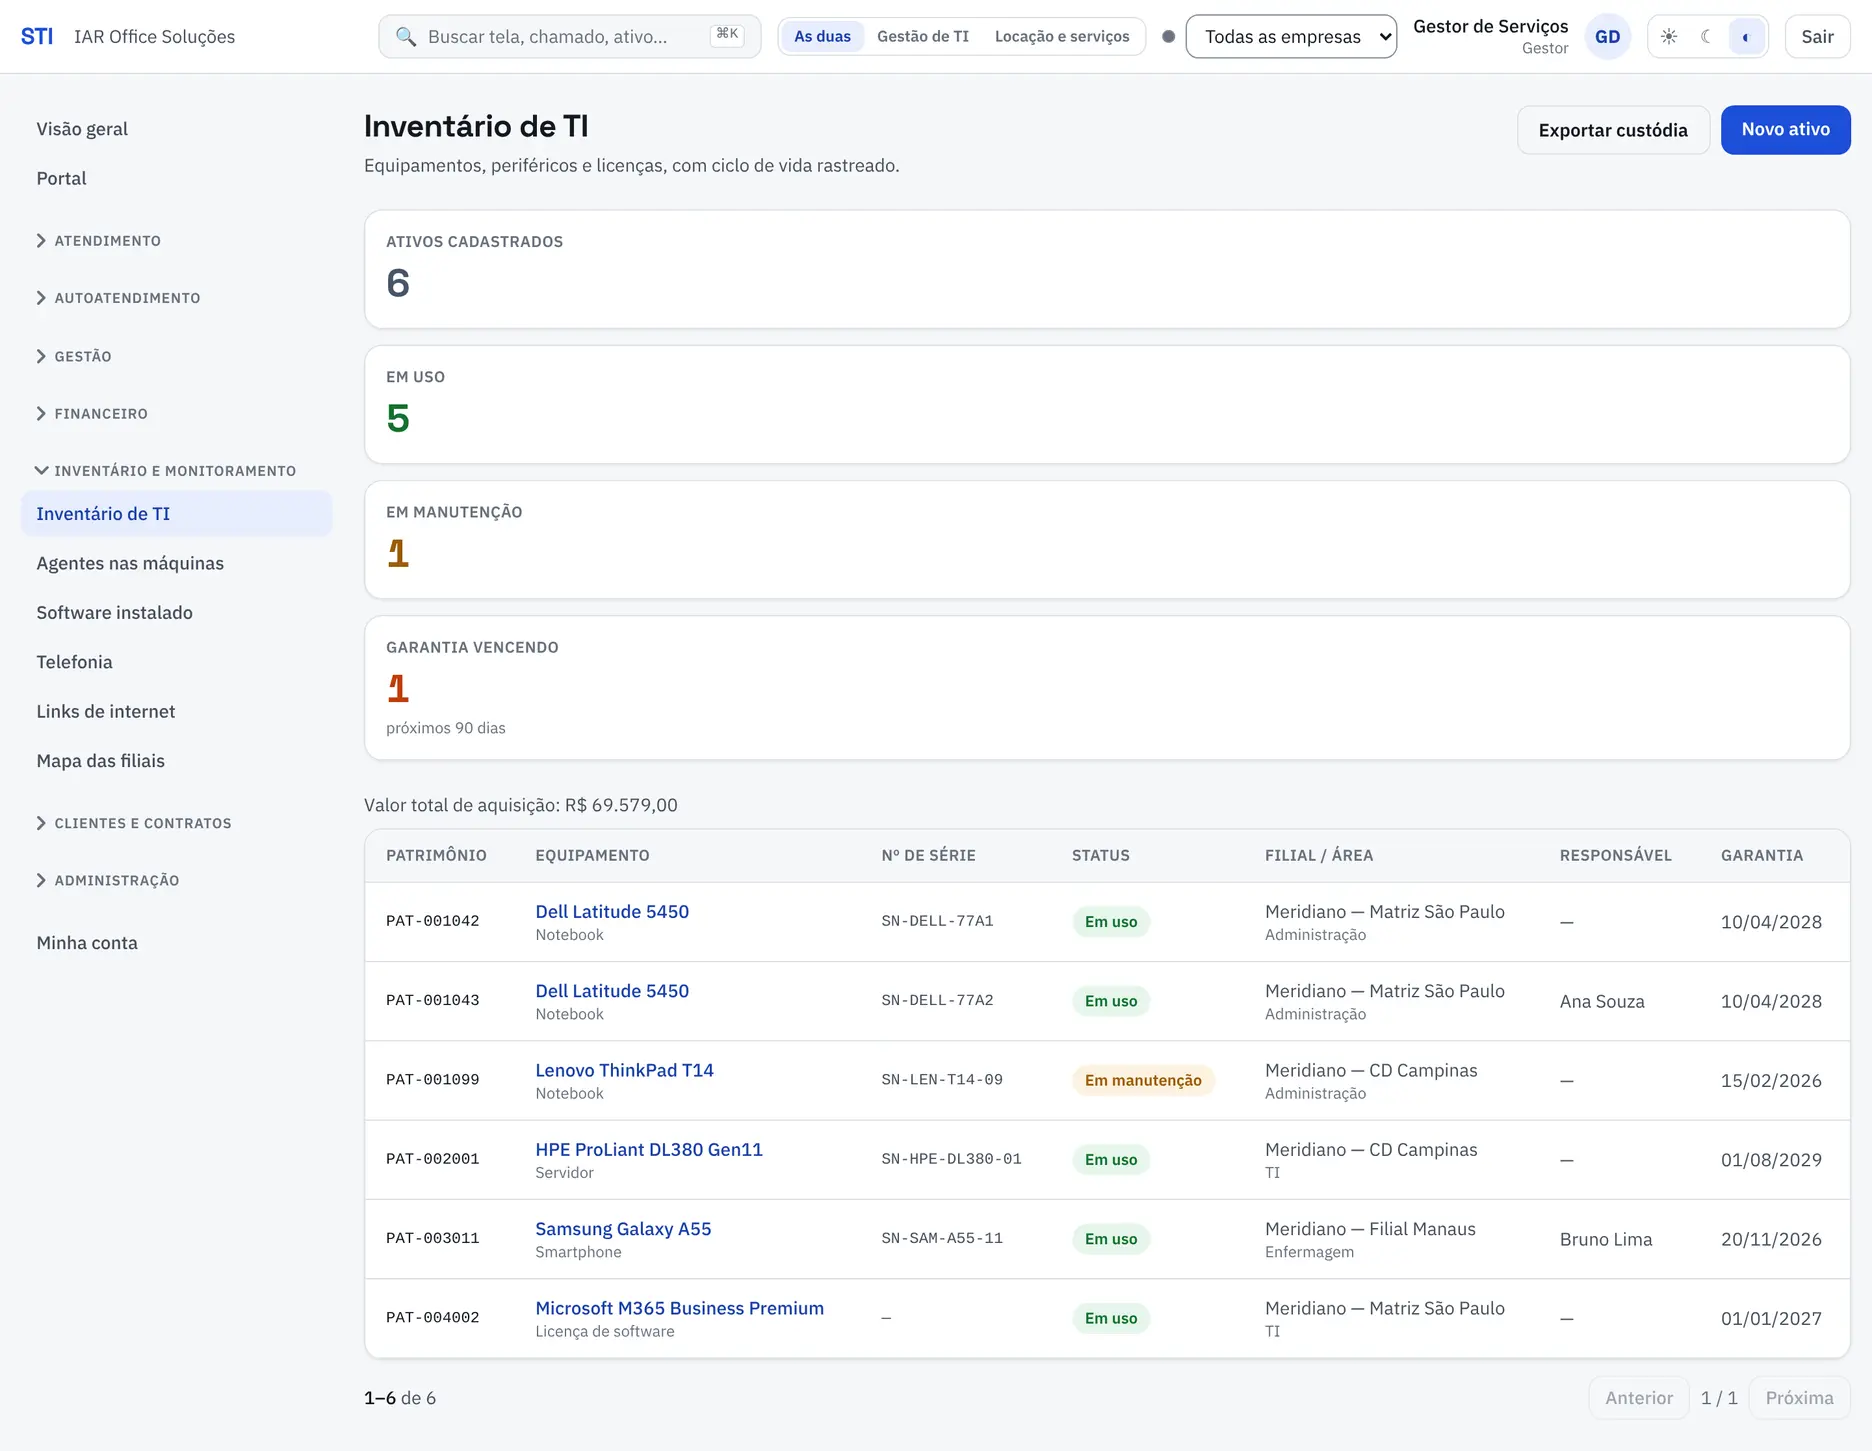 STI IAR Office Soluções
Buscar tela, chamado, ativo... ⌘K
As duas Gestão de TI Locação e serviços
Todas as empresas
Gestor de Serviços
Gestor
GD
Sair
Visão geral
Portal
ATENDIMENTO
AUTOATENDIMENTO
GESTÃO
FINANCEIRO
INVENTÁRIO E MONITORAMENTO
Inventário de TI
Agentes nas máquinas
Software instalado
Telefonia
Links de internet
Mapa das filiais
CLIENTES E CONTRATOS
ADMINISTRAÇÃO
Minha conta
Inventário de TI
Equipamentos, periféricos e licenças, com ciclo de vida rastreado.
Exportar custódia
Novo ativo
ATIVOS CADASTRADOS
6
EM USO
5
EM MANUTENÇÃO
1
GARANTIA VENCENDO
1
próximos 90 dias
Valor total de aquisição: R$ 69.579,00
PATRIMÔNIO EQUIPAMENTO Nº DE SÉRIE STATUS FILIAL / ÁREA RESPONSÁVEL GARANTIA
PAT-001042 Dell Latitude 5450 SN-DELL-77A1 Em uso Meridiano — Matriz São Paulo — 10/04/2028
Notebook Administração
PAT-001043 Dell Latitude 5450 SN-DELL-77A2 Em uso Meridiano — Matriz São Paulo Ana Souza 10/04/2028
Notebook Administração
PAT-001099 Lenovo ThinkPad T14 SN-LEN-T14-09 Em manutenção Meridiano — CD Campinas — 15/02/2026
Notebook Administração
PAT-002001 HPE ProLiant DL380 Gen11 SN-HPE-DL380-01 Em uso Meridiano — CD Campinas — 01/08/2029
Servidor TI
PAT-003011 Samsung Galaxy A55 SN-SAM-A55-11 Em uso Meridiano — Filial Manaus Bruno Lima 20/11/2026
Smartphone Enfermagem
PAT-004002 Microsoft M365 Business Premium — Em uso Meridiano — Matriz São Paulo — 01/01/2027
Licença de software TI
1–6 de 6
Anterior 1 / 1 Próxima